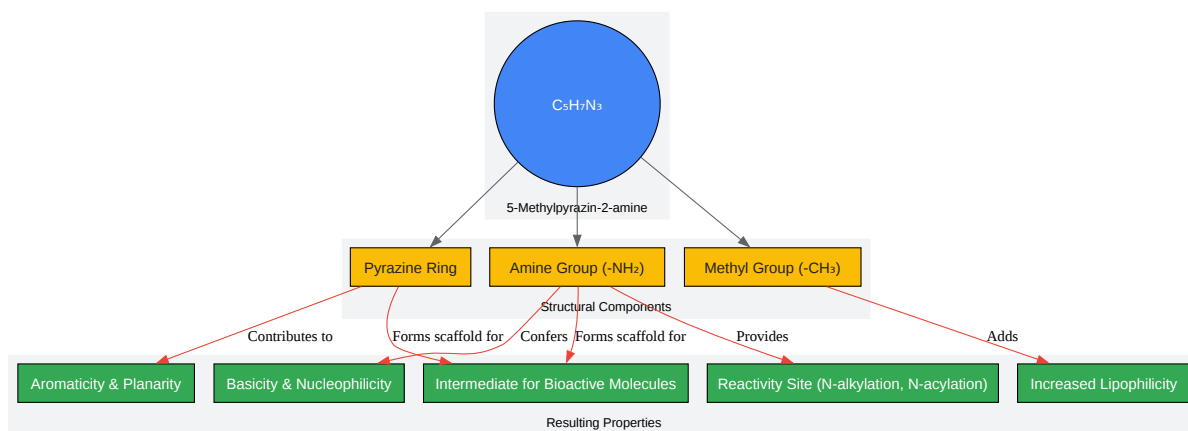 C₅H₇N₃
5-Methylpyrazin-2-amine
Pyrazine Ring
Amine Group (-NH₂)
Methyl Group (-CH₃)
Structural Components
Contributes to
Forms scaffold for
Confers
Forms scaffold for
Provides
Adds
Aromaticity & Planarity
Basicity & Nucleophilicity
Intermediate for Bioactive Molecules
Reactivity Site (N-alkylation, N-acylation)
Increased Lipophilicity
Resulting Properties